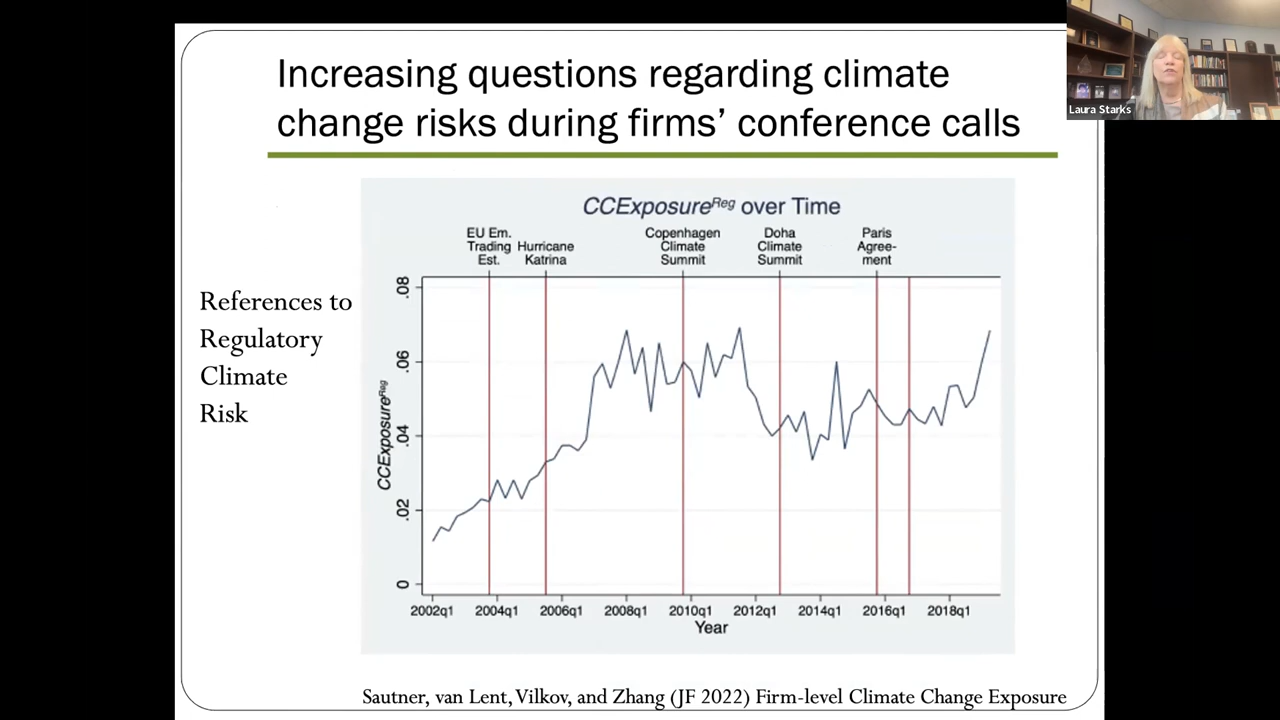 Increasing questions regarding climate
change risks during firms’ conference calls
Laura Starks
References to
Regulatory
Climate
Risk
CCExposureReg over Time
EU Em.
Trading
Est.
Hurricane
Katrina
Copenhagen
Climate
Summit
Doha
Climate
Summit
Paris
Agree-
ment
CCExposureReg
.08
.06
.04
.02
0
2002q1 2004q1 2006q1 2008q1 2010q1 2012q1 2014q1 2016q1 2018q1
Year
Sautner, van Lent, Vilkov, and Zhang (JF 2022) Firm-level Climate Change Exposure